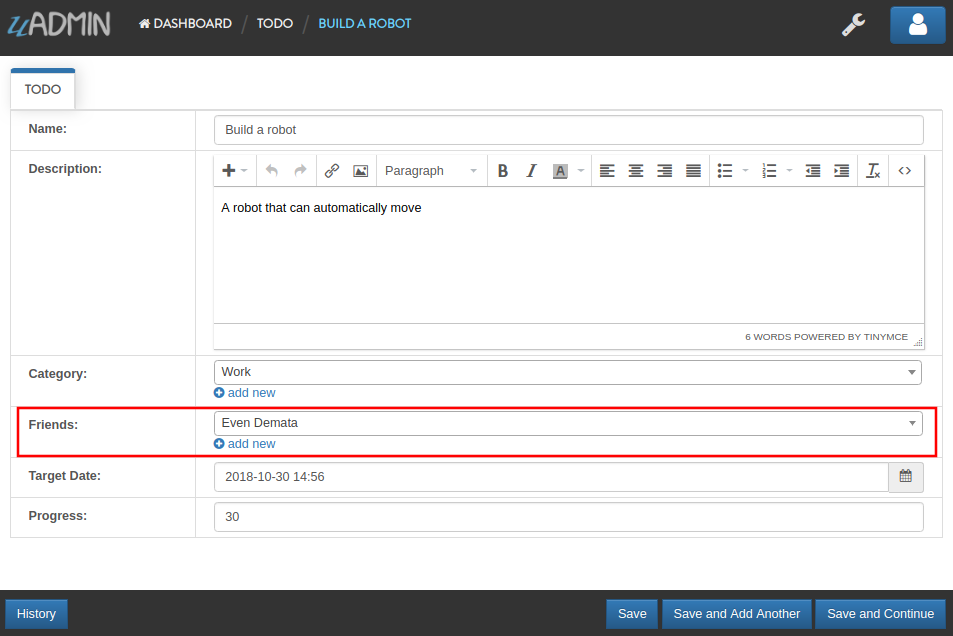 uADMIN DASHBOARD / TODO / BUILD A ROBOT
TODO
Name: Build a robot
Description: Paragraph B I A
A robot that can automatically move
6 WORDS POWERED BY TINYMCE
Category: Work
add new
Friends: Even Demata
add new
Target Date: 2018-10-30 14:56
Progress: 30
History Save Save and Add Another Save and Continue